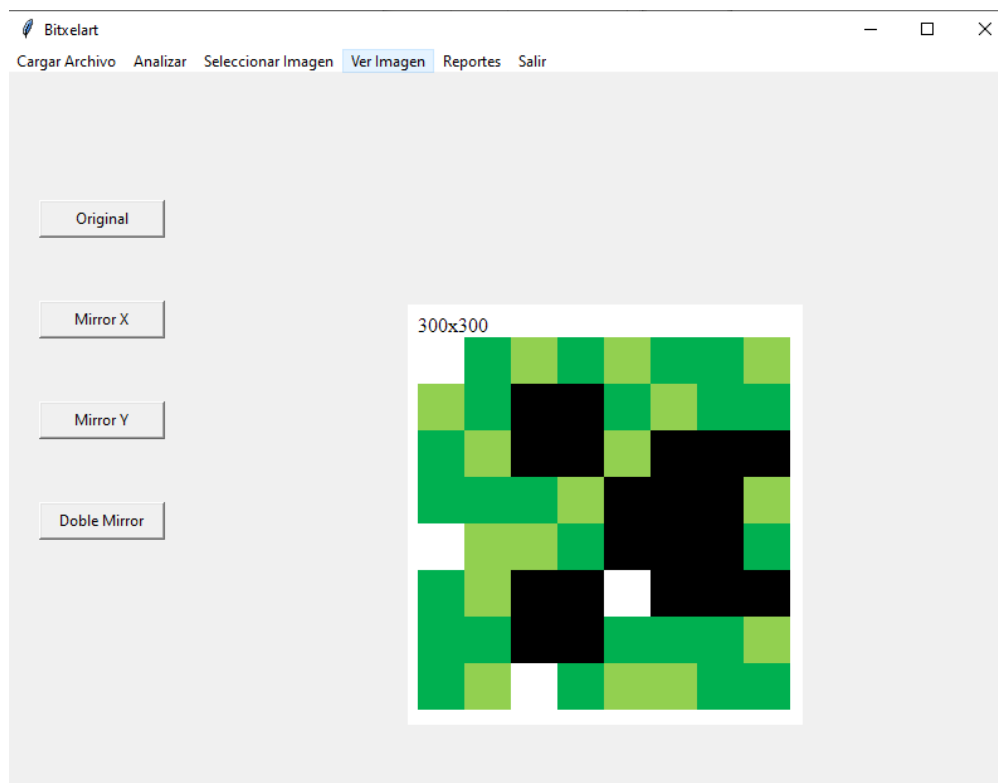 Bitxelart
Cargar Archivo Analizar Seleccionar Imagen Ver Imagen Reportes Salir
Original
Mirror X
Mirror Y
Doble Mirror
300x300